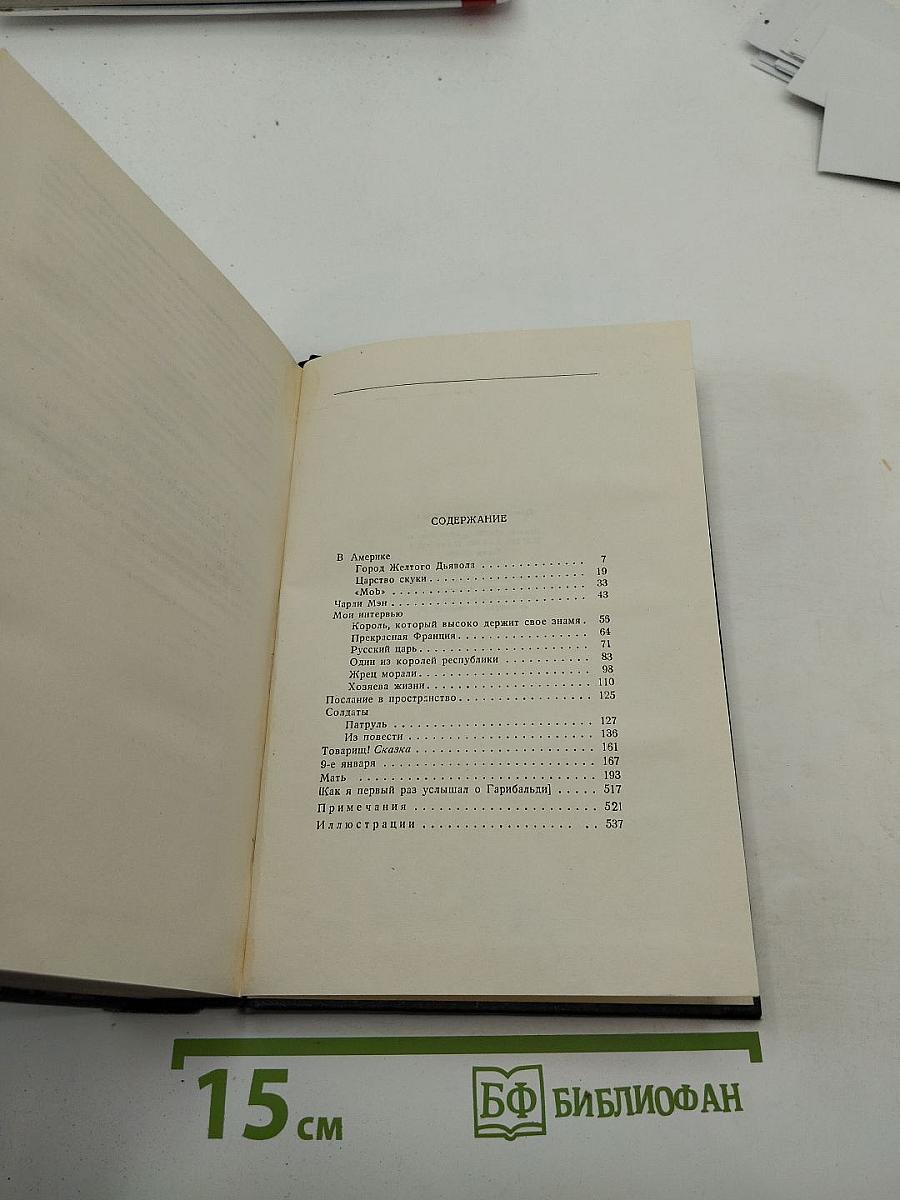 СОДЕРЖАНИЕ
В Америке
Город Желтого Дьявола . . . . . . . . . . . . . 7
Царство скуки . . . . . . . . . . . . . . . . . . . . 19
«Mob» . . . . . . . . . . . . . . . . . . . . . . . . . 33
Чарли Мэн . . . . . . . . . . . . . . . . . . . . . . . . 43
Мои интервью
Король, который высоко держит свое знамя . 55
Прекрасная Франция . . . . . . . . . . . . . . . . 64
Русский царь . . . . . . . . . . . . . . . . . . . . . 71
Один из королей республики . . . . . . . . . . 83
Жрец морали . . . . . . . . . . . . . . . . . . . . . 98
Хозяева жизни . . . . . . . . . . . . . . . . . . . . 110
Послание в пространство . . . . . . . . . . . . . . . . 125
Солдаты
Патруль . . . . . . . . . . . . . . . . . . . . . . . . 127
Из повести . . . . . . . . . . . . . . . . . . . . . . 136
Товарищ! Сказка . . . . . . . . . . . . . . . . . . . . . 161
9-е января . . . . . . . . . . . . . . . . . . . . . . . . . 167
Мать . . . . . . . . . . . . . . . . . . . . . . . . . . . . 193
[Как я первый раз услышал о Гарибальди] . . . . . 517
Примечания . . . . . . . . . . . . . . . . . . . . . . 521
Иллюстрации . . . . . . . . . . . . . . . . . . . . . 537
15 см
БФ БИБЛИОФАН